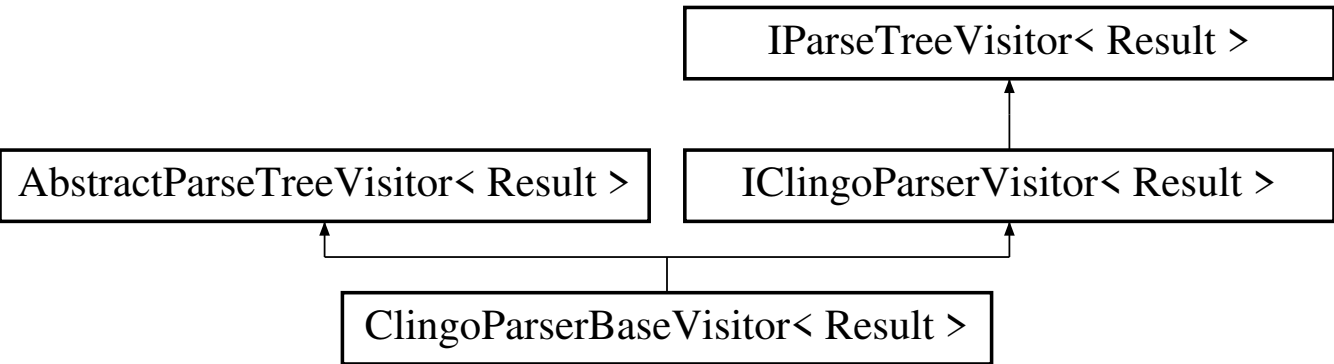 IParseTreeVisitor< Result >
AbstractParseTreeVisitor< Result >
IClingoParserVisitor< Result >
ClingoParserBaseVisitor< Result >